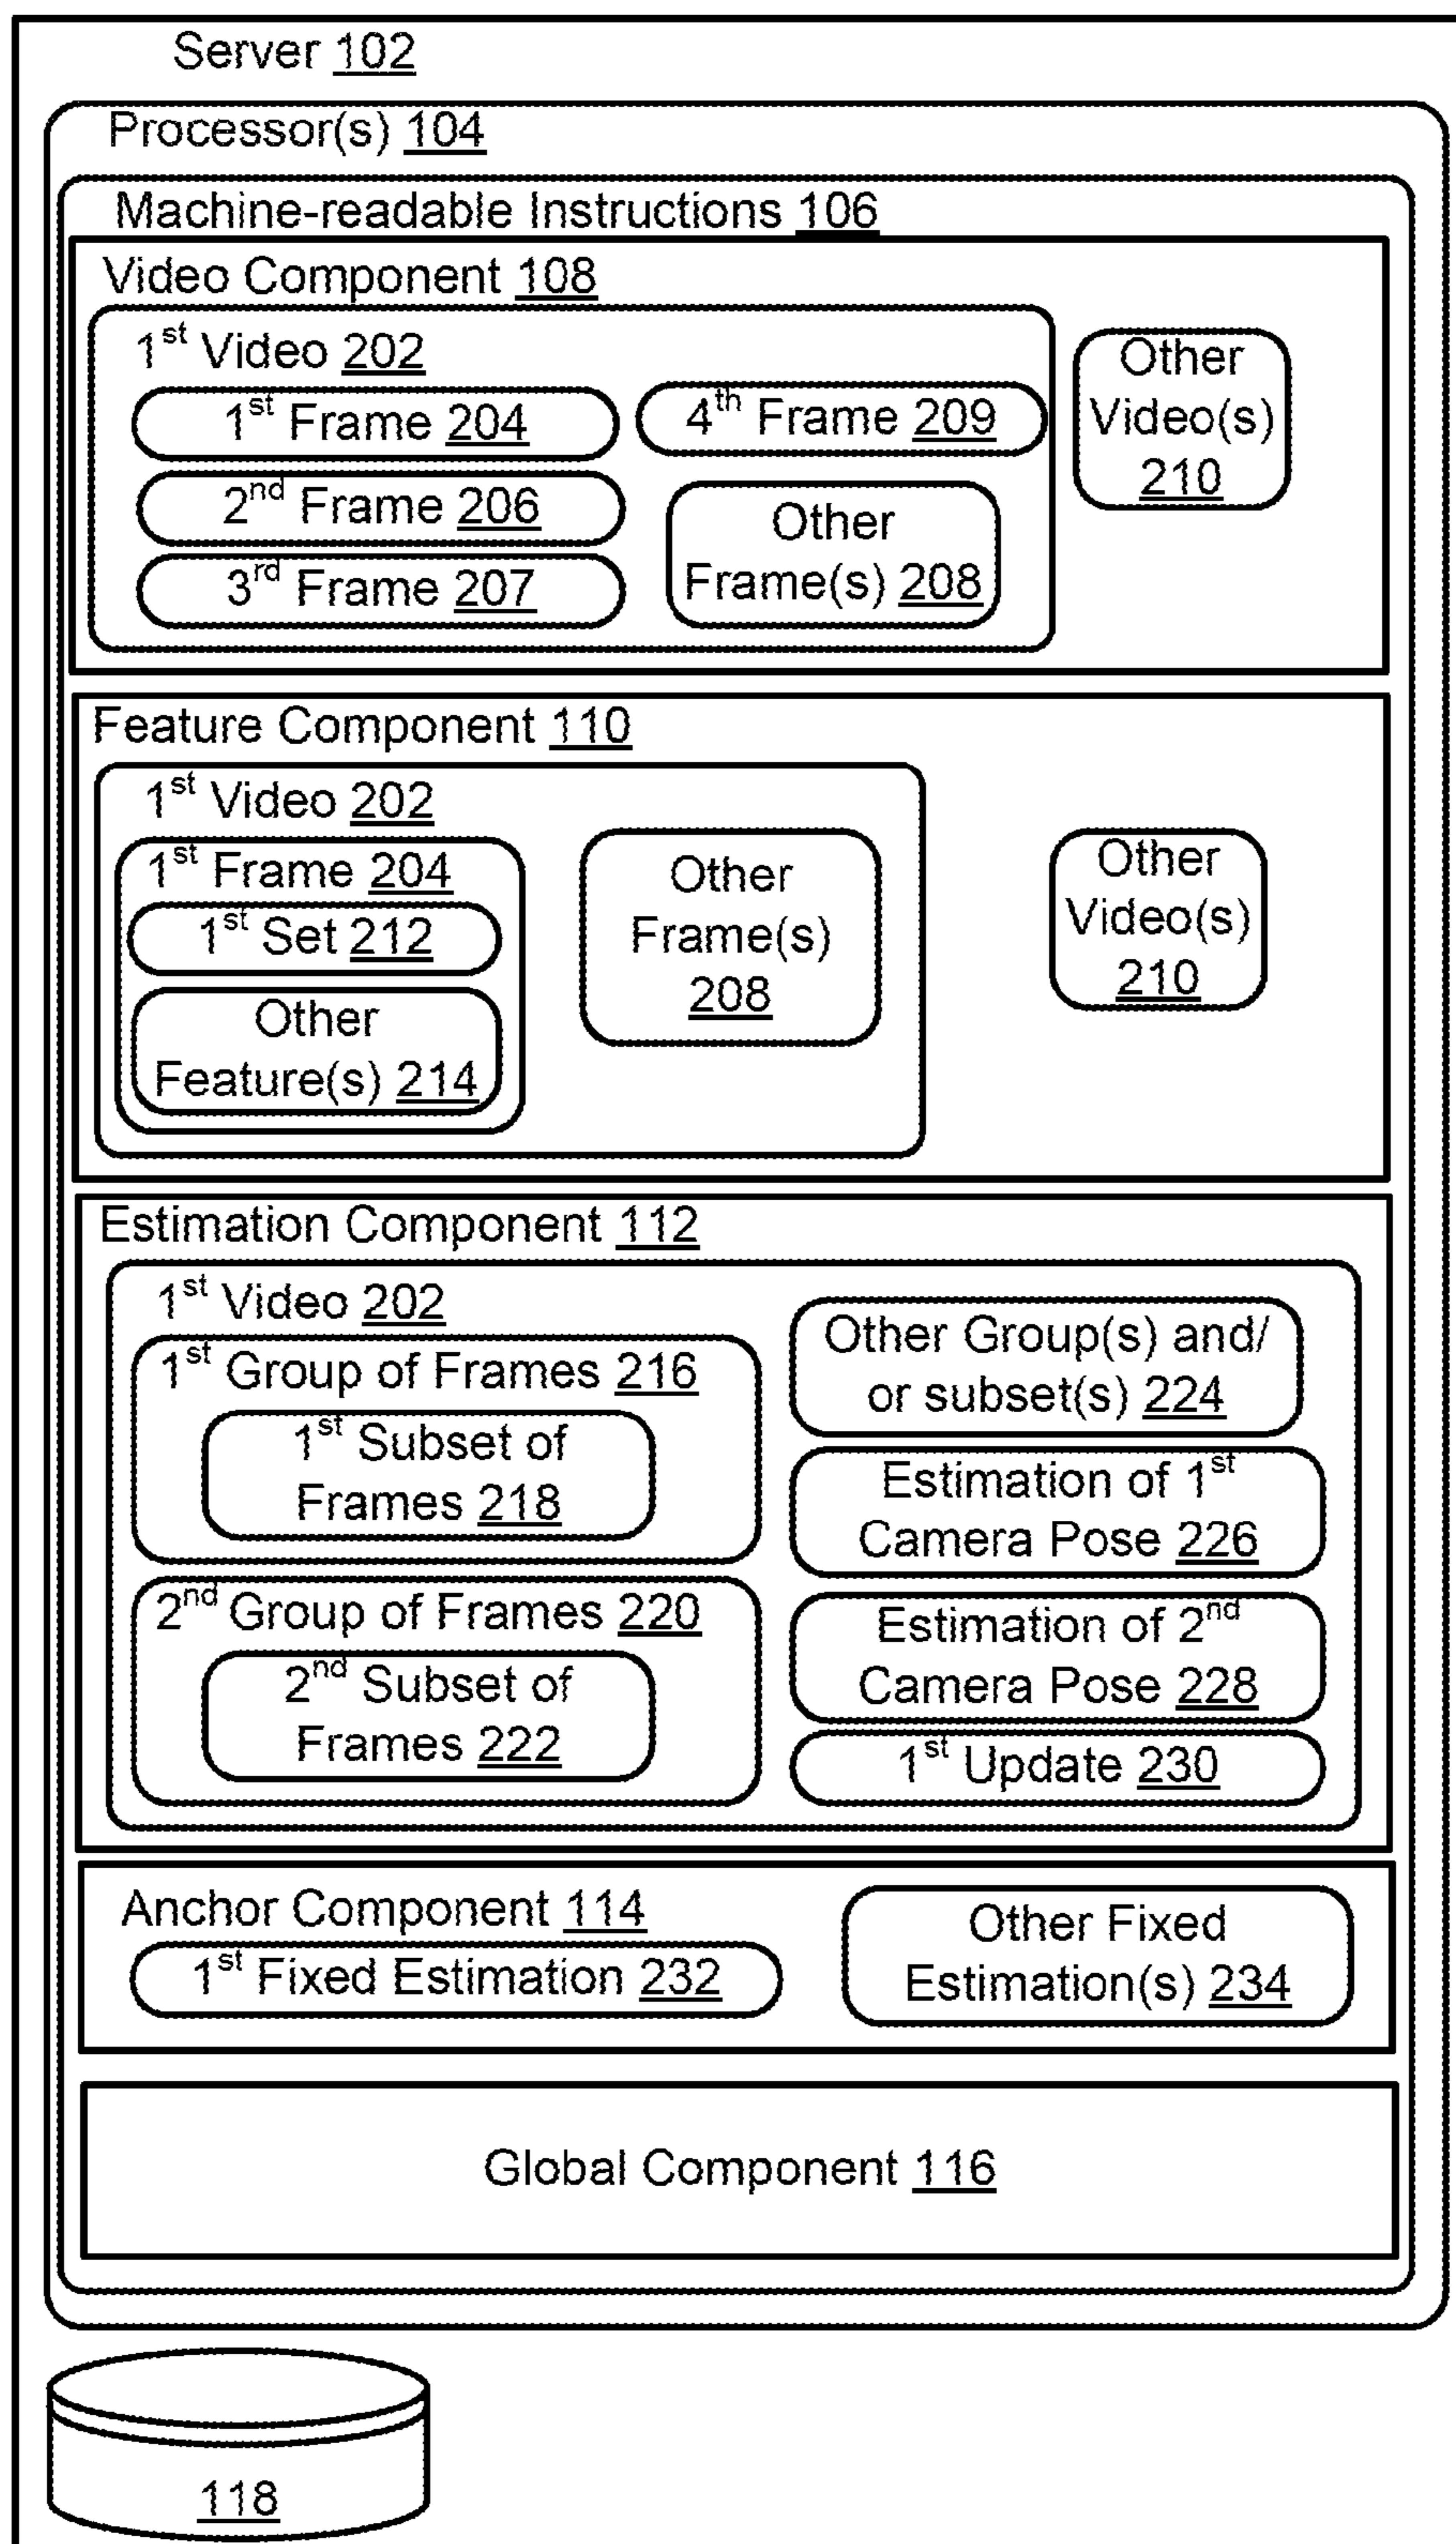 Server 102
Processor(s) 104
Machine-readable Instructions 106
Video Component 108
1st Video 202
1st Frame 204
2nd Frame 206
3rd Frame 207
4th Frame 209
Other
Frame(s) 208
Other
Video(s)
210
Feature Component 110
1st Video 202
1st Frame 204
1st Set 212
Other
Feature(s) 214
Other
Frame(s)
208
Other
Video(s)
210
Estimation Component 112
1st Video 202
1st Group of Frames 216
1st Subset of
Frames 218
2nd Group of Frames 220
2nd Subset of
Frames 222
Other Group(s) and/
or subset(s) 224
Estimation of 1st
Camera Pose 226
Estimation of 2nd
Camera Pose 228
1st Update 230
Anchor Component 114
1st Fixed Estimation 232
Other Fixed
Estimation(s) 234
Global Component 116
118